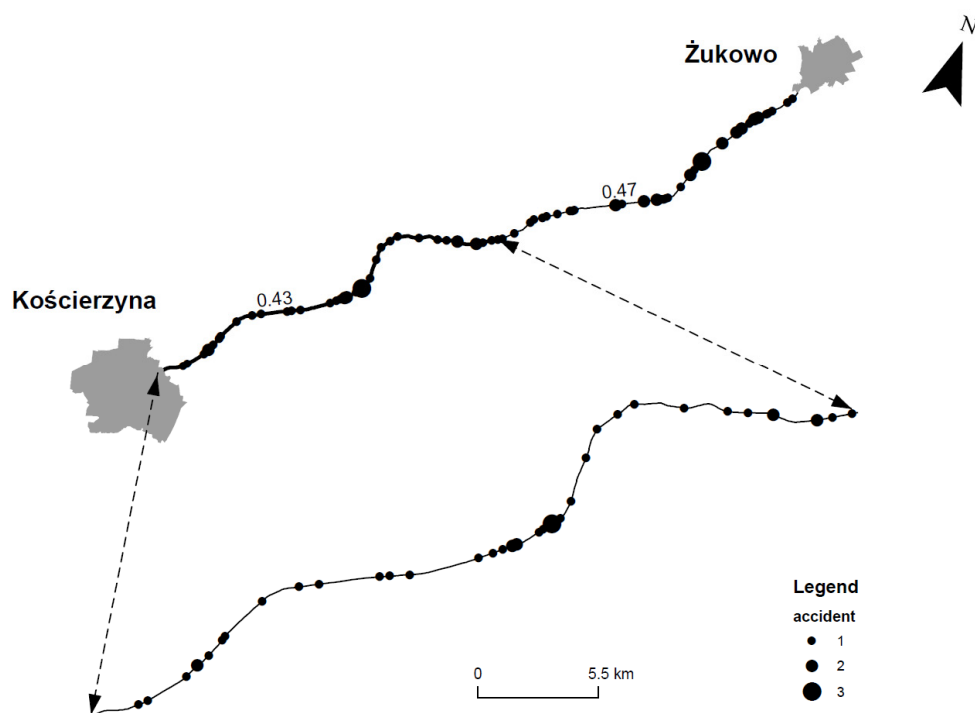 N
Żukowo
0.47
Kościerzyna
0.43
Legend
accident
1
2
3
0 5.5 km